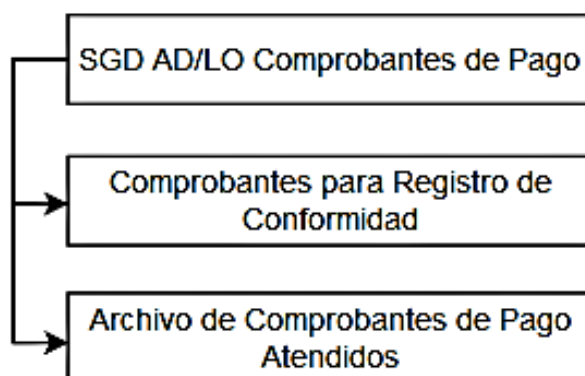 SGD AD/LO Comprobantes de Pago
Comprobantes para Registro de
Conformidad
Archivo de Comprobantes de Pago
Atendidos